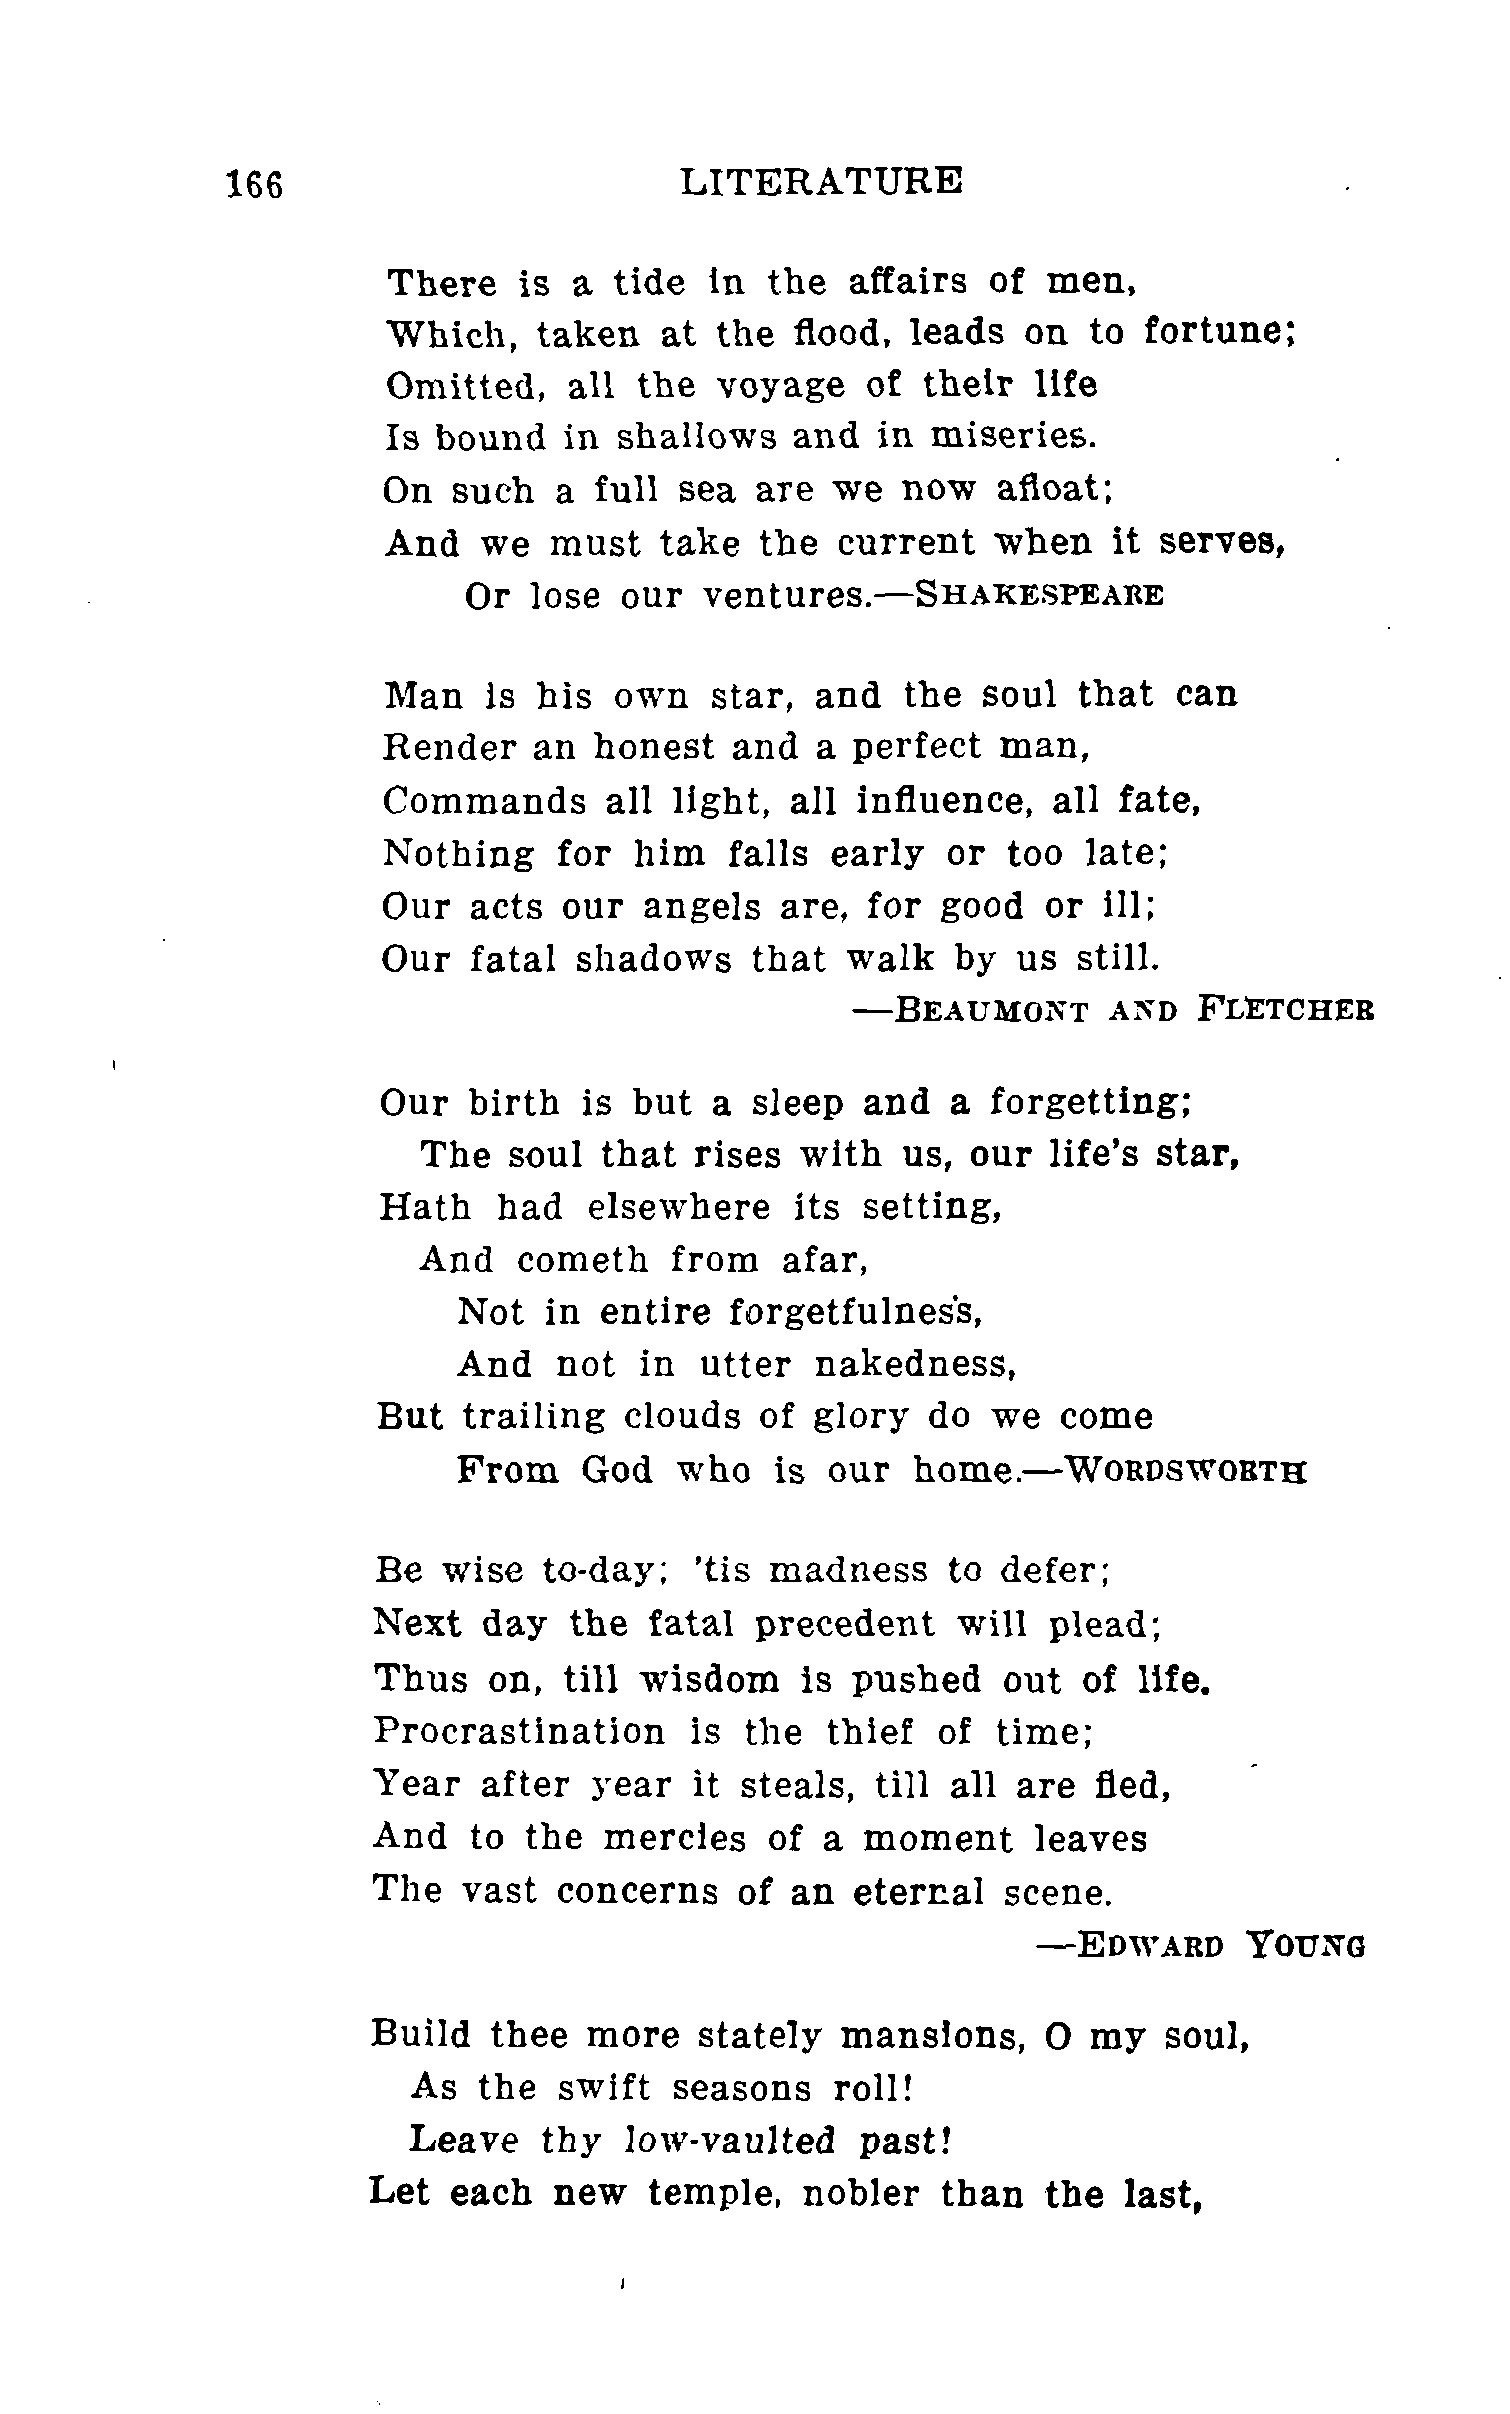 166 LITERATURE
There is a tide in the affairs of men,
Which, taken at the flood, leads on to fortune;
Omitted, all the voyage of their life
Is bound in shallows and in miseries.
On such a full sea are we now afloat;
And we must take the current when it serves,
Or lose our ventures.—SHAKESPEARE
Man is his own star, and the soul that can
Render an honest and a perfect man,
Commands all light, all influence, all fate,
Nothing for him falls early or too late;
Our acts our angels are, for good or ill;
Our fatal shadows that walk by us still.
—BEAUMONT AND FLETCHER
Our birth is but a sleep and a forgetting;
The soul that rises with us, our life's star,
Hath had elsewhere its setting,
And cometh from afar,
Not in entire forgetfulness,
And not in utter nakedness,
But trailing clouds of glory do we come
From God who is our home.—WORDSWORTH
Be wise to-day; 'tis madness to defer;
Next day the fatal precedent will plead;
Thus on, till wisdom is pushed out of life.
Procrastination is the thief of time;
Year after year it steals, till all are fled,
And to the mercies of a moment leaves
The vast concerns of an eternal scene.
—EDWARD YOUNG
Build thee more stately mansions, O my soul,
As the swift seasons roll!
Leave thy low-vaulted past!
Let each new temple, nobler than the last,